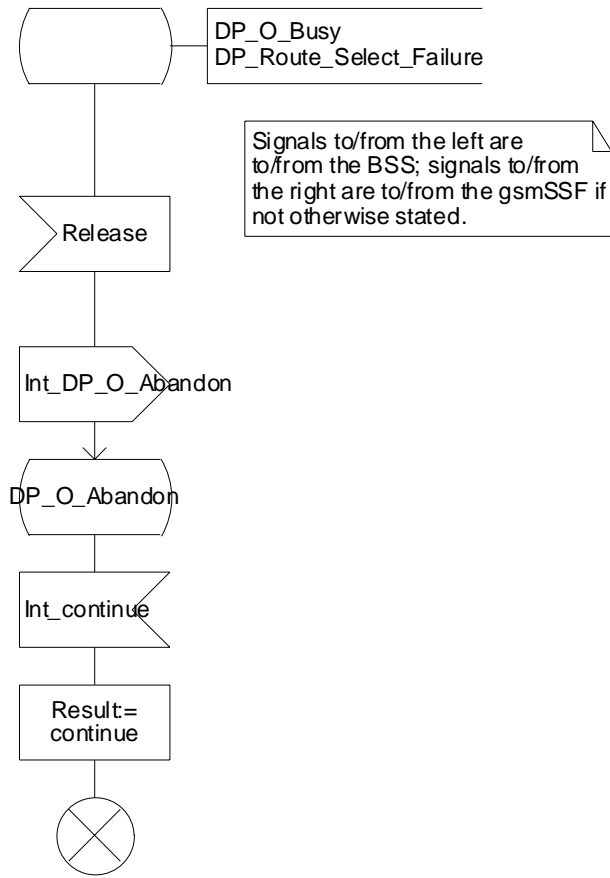 DP_O_Busy
DP_Route_Select_Failure
Signals to/from the left are
to/from the BSS; signals to/from
the right are to/from the gsmSSF if
not otherwise stated.
Release
Int_DP_O_Abandon
DP_O_Abandon
Int_continue
Result:=
continue